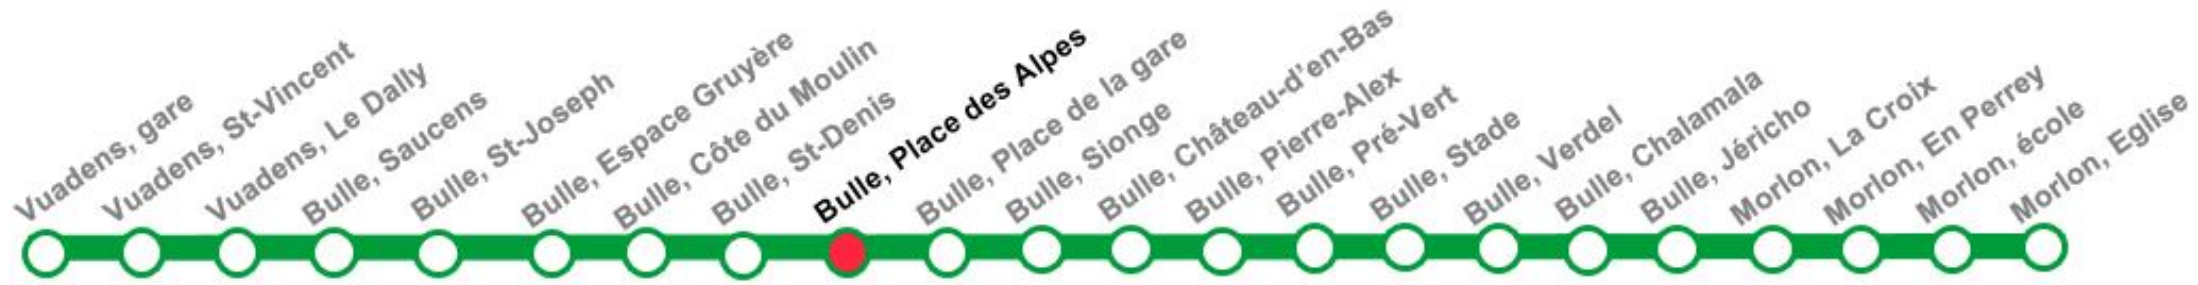 Vuadens, gare
Vuadens, St-Vincent
Vuadens, Le Dally
Bulle, Saucens
Bulle, St-Joseph
Bulle, Espace Gruyère
Bulle, Côte du Moulin
Bulle, St-Denis
Bulle, Place des Alpes
Bulle, Place de la gare
Bulle, Sionge
Bulle, Château-d'en-Bas
Bulle, Pierre-Alex
Bulle, Pré-Vert
Bulle, Stade
Bulle, Verdel
Bulle, Chalamala
Bulle, Jéricho
Morlon, La Croix
Morlon, En Perrey
Morlon, école
Morlon, Eglise